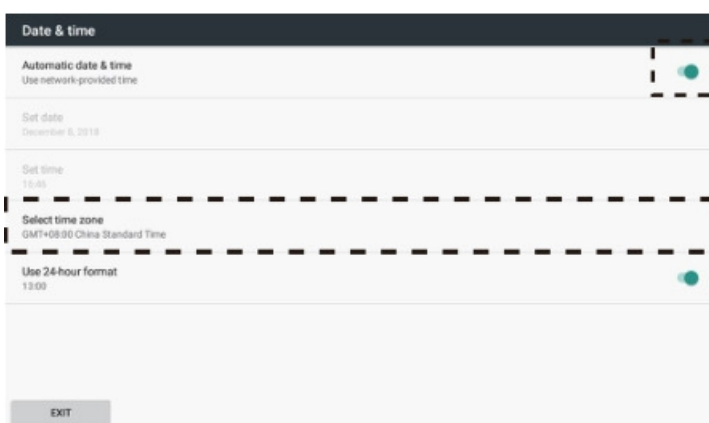 Date & time
Automatic date & time
Use network-provided time
Set date
December 8, 2018
Set time
16:46
Select time zone
GMT+08:00 China Standard Time
Use 24-hour format
13:00
EXIT